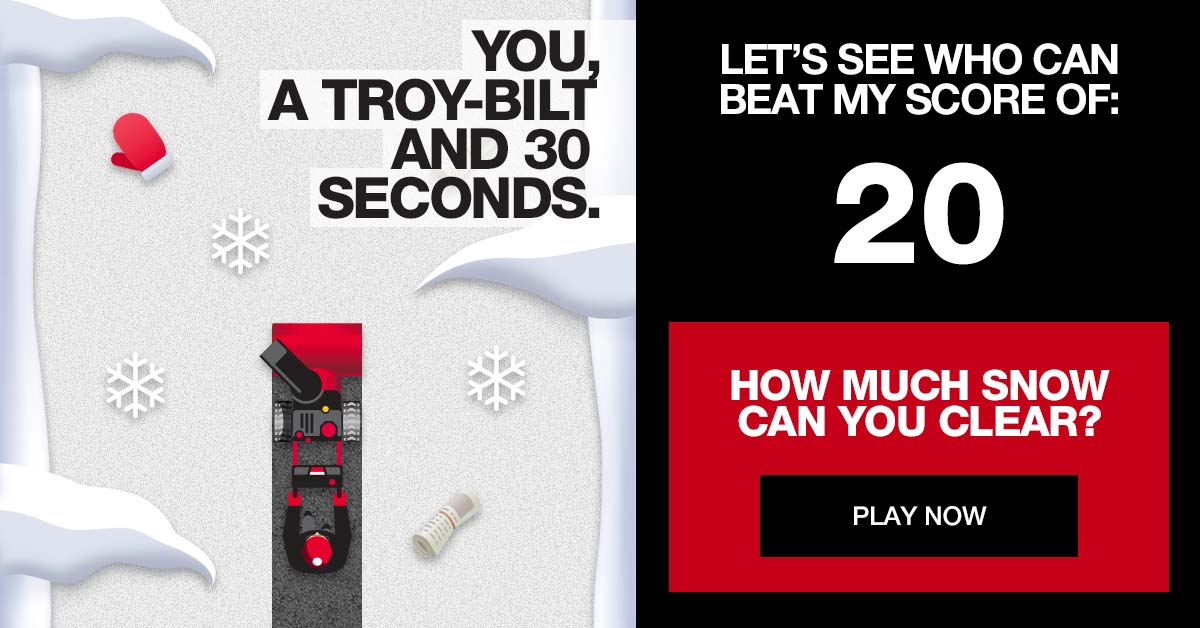 YOU,
A TROY-BILT
AND 30
SECONDS.
LET’S SEE WHO CAN
BEAT MY SCORE OF:
20
HOW MUCH SNOW
CAN YOU CLEAR?
PLAY NOW